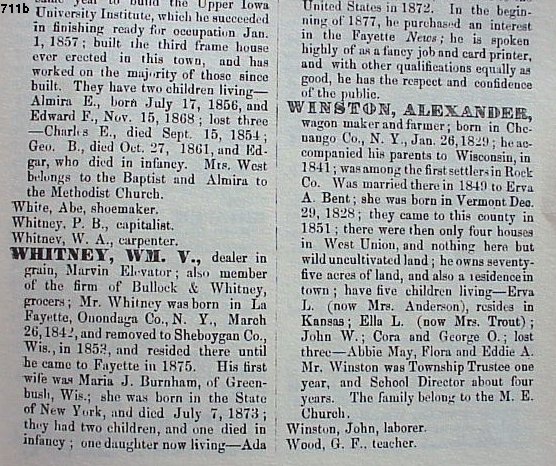 711b
same year to build the Upper Iowa
University Institute, which he succeeded
in finishing ready for occupation Jan.
1, 1857; built the third frame house
ever erected in this town, and has
worked on the majority of those since
built. They have two children living—
Almira E., born July 17, 1856, and
Edward F., Nov. 15, 1868; lost three
—Charles E., died Sept. 15, 1854;
Geo. B., died Oct. 27, 1861, and Ed-
gar, who died in infancy. Mrs. West
belongs to the Baptist and Almira to
the Methodist Church.
White, Abe, shoemaker.
Whitney, P. B., capitalist.
Whitney, W. A., carpenter.
WHITNEY, WM. V., dealer in
grain, Marvin Elevator; also member
of the firm of Bullock & Whitney,
grocers; Mr. Whitney was born in La
Fayette, Onondaga Co., N. Y., March
26, 1842, and removed to Sheboygan Co.,
Wis., in 1852, and resided there until
he came to Fayette in 1875. His first
wife was Maria J. Burnham, of Green-
bush, Wis.; she was born in the State
of New York, and died July 7, 1873;
they had two children, and one died in
infancy; one daughter now living—Ada
United States in 1872. In the begin-
ning of 1877, he purchased an interest
in the Fayette News; he is spoken
highly of as a fancy job and card printer,
and with other qualifications equally as
good, he has the respect and confidence
of the public.
WINSTON, ALEXANDER,
wagon maker and farmer; born in Che-
nango Co., N. Y., Jan. 26, 1829; he ac-
companied his parents to Wisconsin, in
1841; was among the first settlers in Rock
Co. Was married there in 1849 to Erva
A. Bent; she was born in Vermont Dec.
29, 1828; they came to this county in
1851; there were then only four houses
in West Union, and nothing here but
wild uncultivated land; he owns seventy-
five acres of land, and also a residence in
town; have five children living—Erva
L. (now Mrs. Anderson), resides in
Kansas; Ella L. (now Mrs. Trout);
John W.; Cora and George O.; lost
three—Abbie May, Flora and Eddie A.
Mr. Winston was Township Trustee one
year, and School Director about four
years. The family belong to the M. E.
Church.
Winston, John, laborer.
Wood, G. F., teacher.